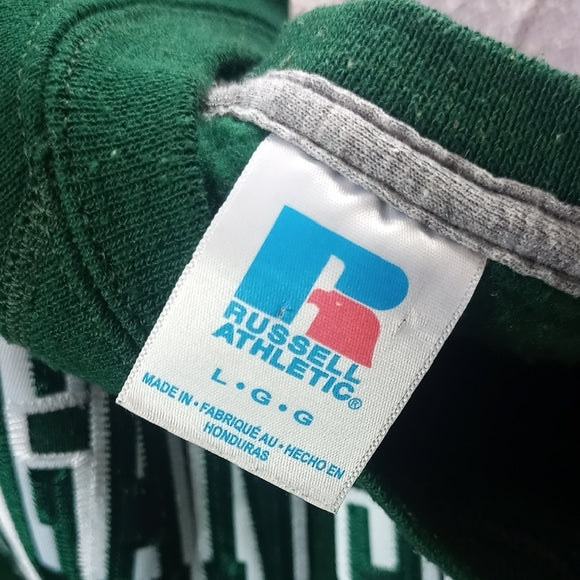 RUSSELL
ATHLETIC®
L•G•G
MADE IN•FABRIQUÉ AU•HECHO EN
HONDURAS